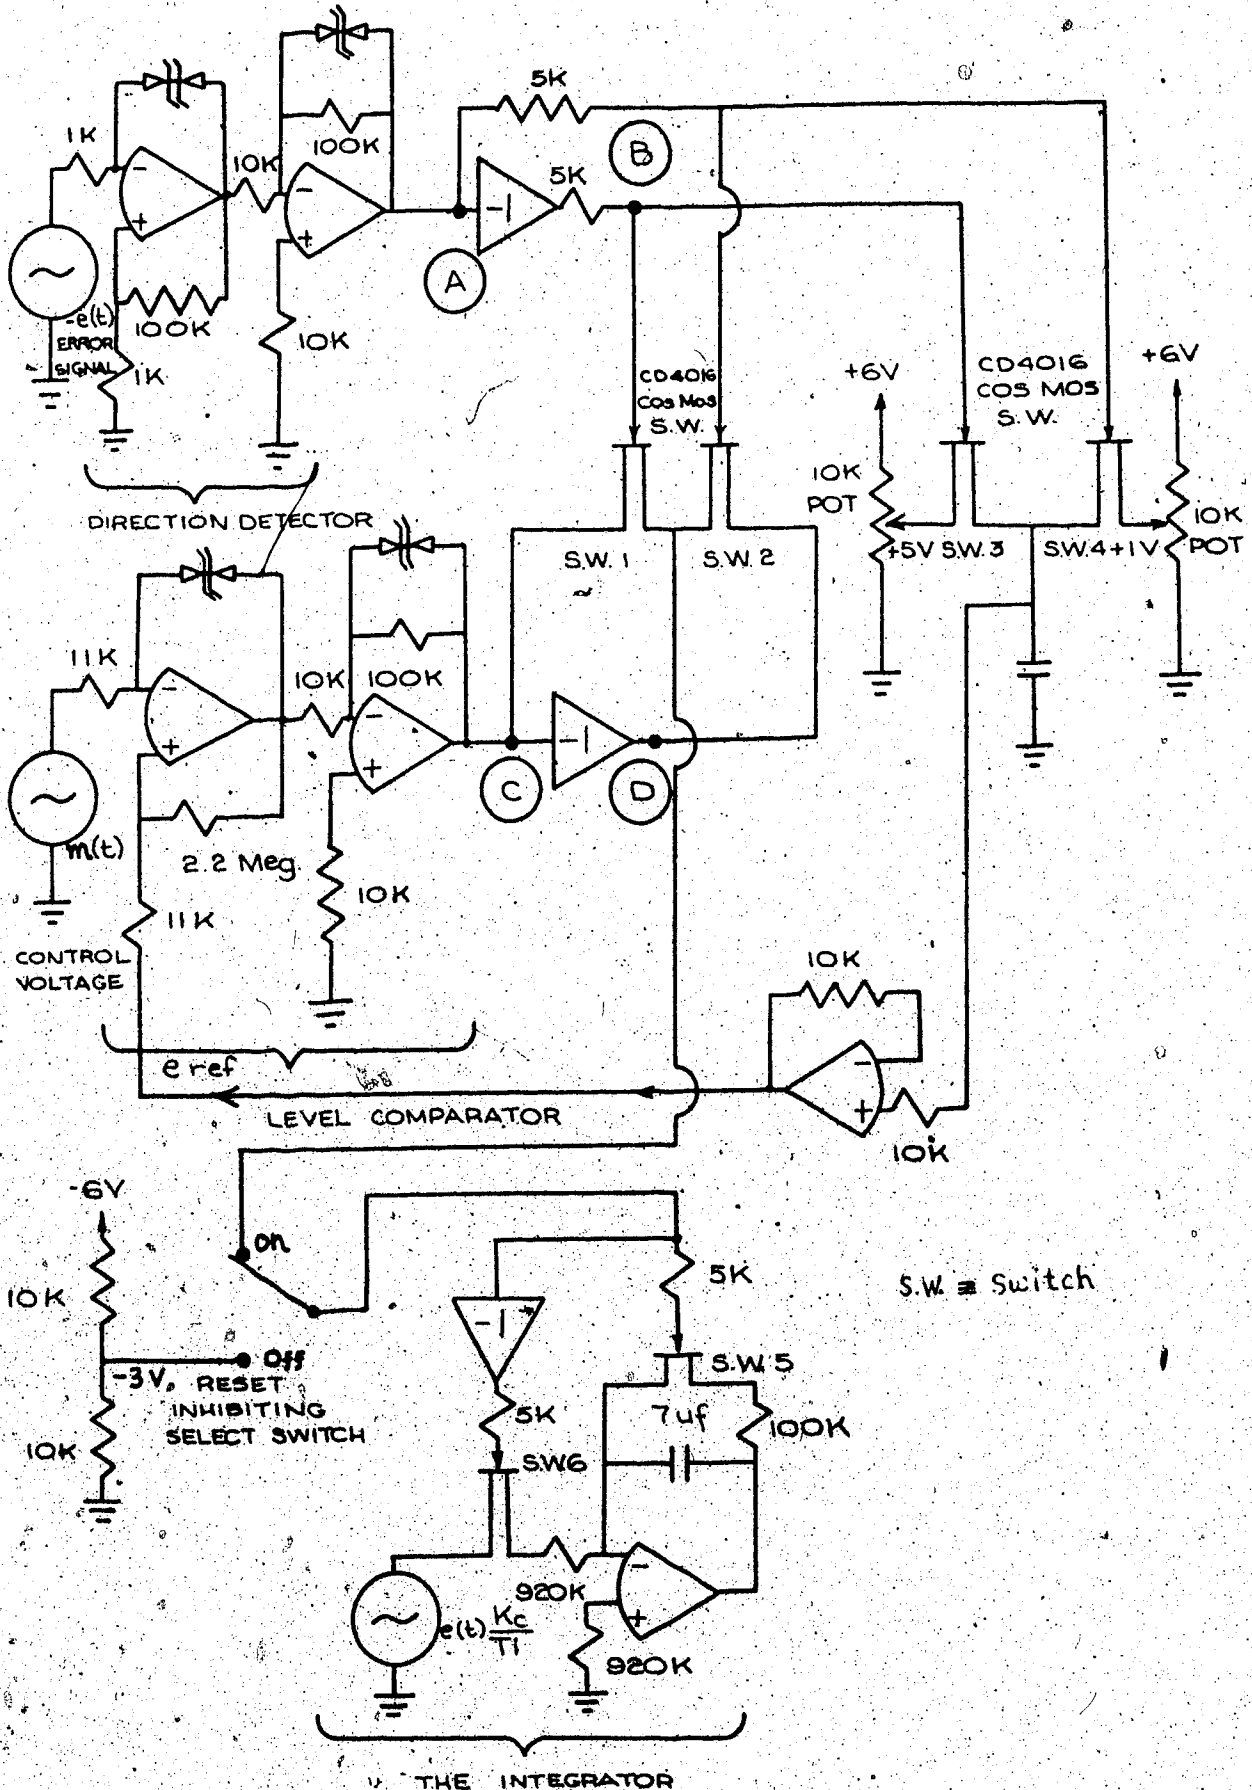 1K
10K
100K
5K
B
5K
-1
A
-
+
-
+
-e(t)
ERROR
SIGNAL
100K
1K
10K
DIRECTION DETECTOR
CD4016
COS MOS
S.W.
+6V
CD4016
COS MOS
S.W.
+6V
10K
POT
10K
POT
+5V S.W.3
S.W.4 +1V
S.W. 1
S.W. 2
11K
10K
100K
-
+
-
+
-1
C
D
m(t)
2.2 Meg
10K
11K
CONTROL
VOLTAGE
e ref
LEVEL COMPARATOR
10K
-
+
10K
-6V
on
10K
5K
-1
S.W. ≡ Switch
Off
-3V. RESET
INHIBITING
SELECT SWITCH
10K
S.W. 5
5K
7uf
100K
S.W6
920K
-
+
e(t) Kc
TI
920K
THE INTEGRATOR